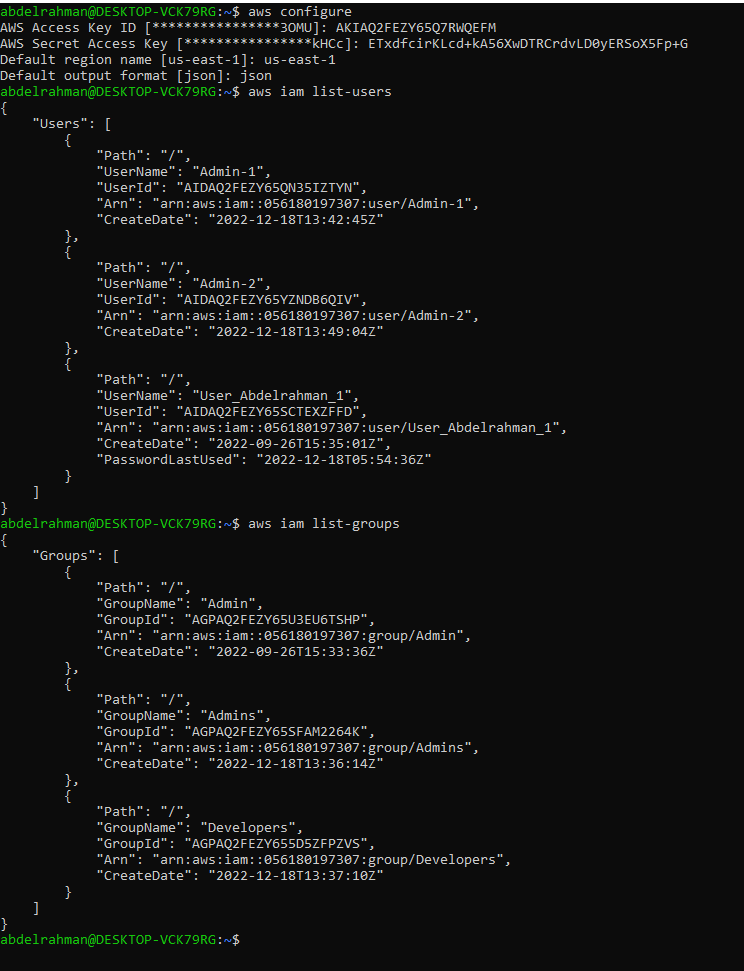 abdelrahman@DESKTOP-VCK79RG:~$ aws configure
AWS Access Key ID [****************3OMU]: AKIAQ2FEZY65Q7RWQEFM
AWS Secret Access Key [****************kHCc]: 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
Default region name [us-east-1]: us-east-1
Default output format [json]: json
abdelrahman@DESKTOP-VCK79RG:~$ aws iam list-users
{
    "Users": [
        {
            "Path": "/",
            "UserName": "Admin-1",
            "UserId": "AIDAQ2FEZY65QN35IZTYN",
            "Arn": "arn:aws:iam::056180197307:user/Admin-1",
            "CreateDate": "2022-12-18T13:42:45Z"
        },
        {
            "Path": "/",
            "UserName": "Admin-2",
            "UserId": "AIDAQ2FEZY65YZNDB6QIV",
            "Arn": "arn:aws:iam::056180197307:user/Admin-2",
            "CreateDate": "2022-12-18T13:49:04Z"
        },
        {
            "Path": "/",
            "UserName": "User_Abdelrahman_1",
            "UserId": "AIDAQ2FEZY65SCTEXZFFD",
            "Arn": "arn:aws:iam::056180197307:user/User_Abdelrahman_1",
            "CreateDate": "2022-09-26T15:35:01Z",
            "PasswordLastUsed": "2022-12-18T05:54:36Z"
        }
    ]
}
abdelrahman@DESKTOP-VCK79RG:~$ aws iam list-groups
{
    "Groups": [
        {
            "Path": "/",
            "GroupName": "Admin",
            "GroupId": "AGPAQ2FEZY65U3EU6TSHP",
            "Arn": "arn:aws:iam::056180197307:group/Admin",
            "CreateDate": "2022-09-26T15:33:36Z"
        },
        {
            "Path": "/",
            "GroupName": "Admins",
            "GroupId": "AGPAQ2FEZY65SFAM2264K",
            "Arn": "arn:aws:iam::056180197307:group/Admins",
            "CreateDate": "2022-12-18T13:36:14Z"
        },
        {
            "Path": "/",
            "GroupName": "Developers",
            "GroupId": "AGPAQ2FEZY655D5ZFPZVS",
            "Arn": "arn:aws:iam::056180197307:group/Developers",
            "CreateDate": "2022-12-18T13:37:10Z"
        }
    ]
}
abdelrahman@DESKTOP-VCK79RG:~$